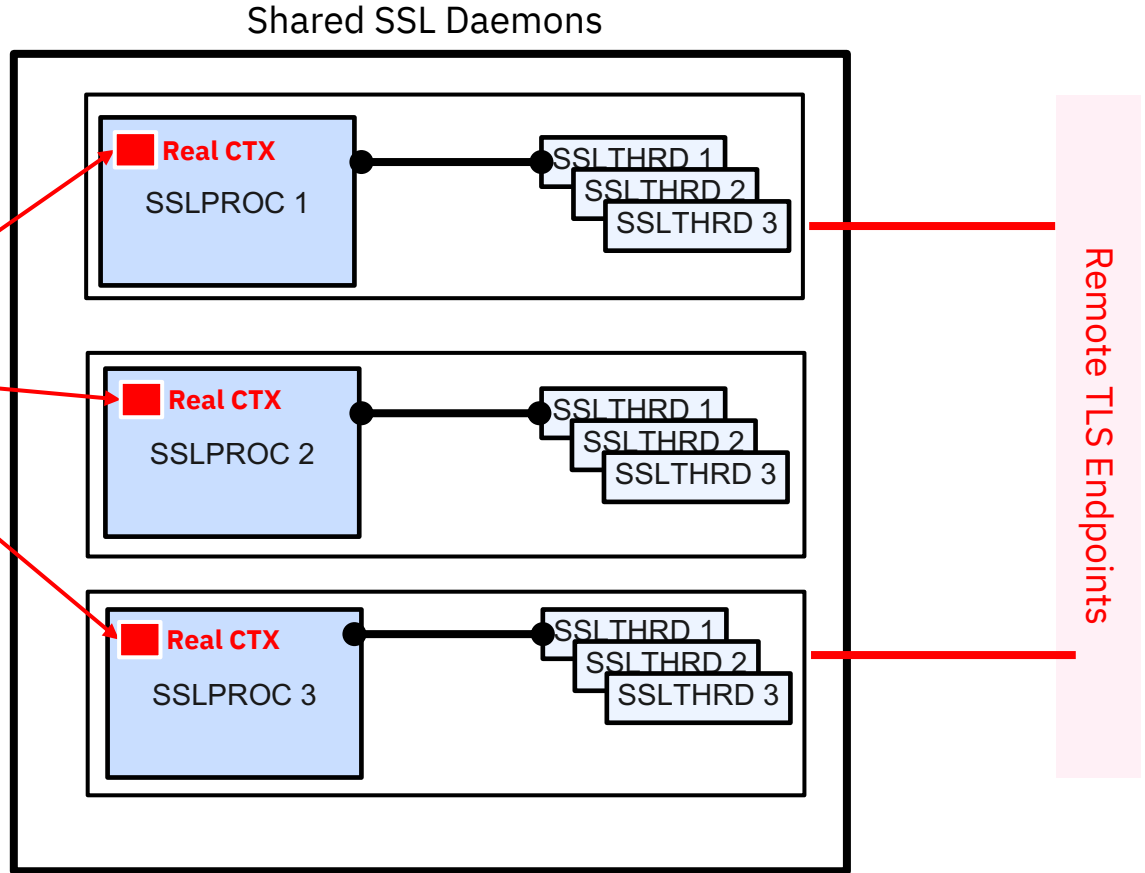 Shared SSL Daemons
Real CTX
SSLPROC 1
SSLTHRD 1
SSLTHRD 2
SSLTHRD 3
Real CTX
SSLPROC 2
SSLTHRD 1
SSLTHRD 2
SSLTHRD 3
Real CTX
SSLPROC 3
SSLTHRD 1
SSLTHRD 2
SSLTHRD 3
Remote TLS Endpoints